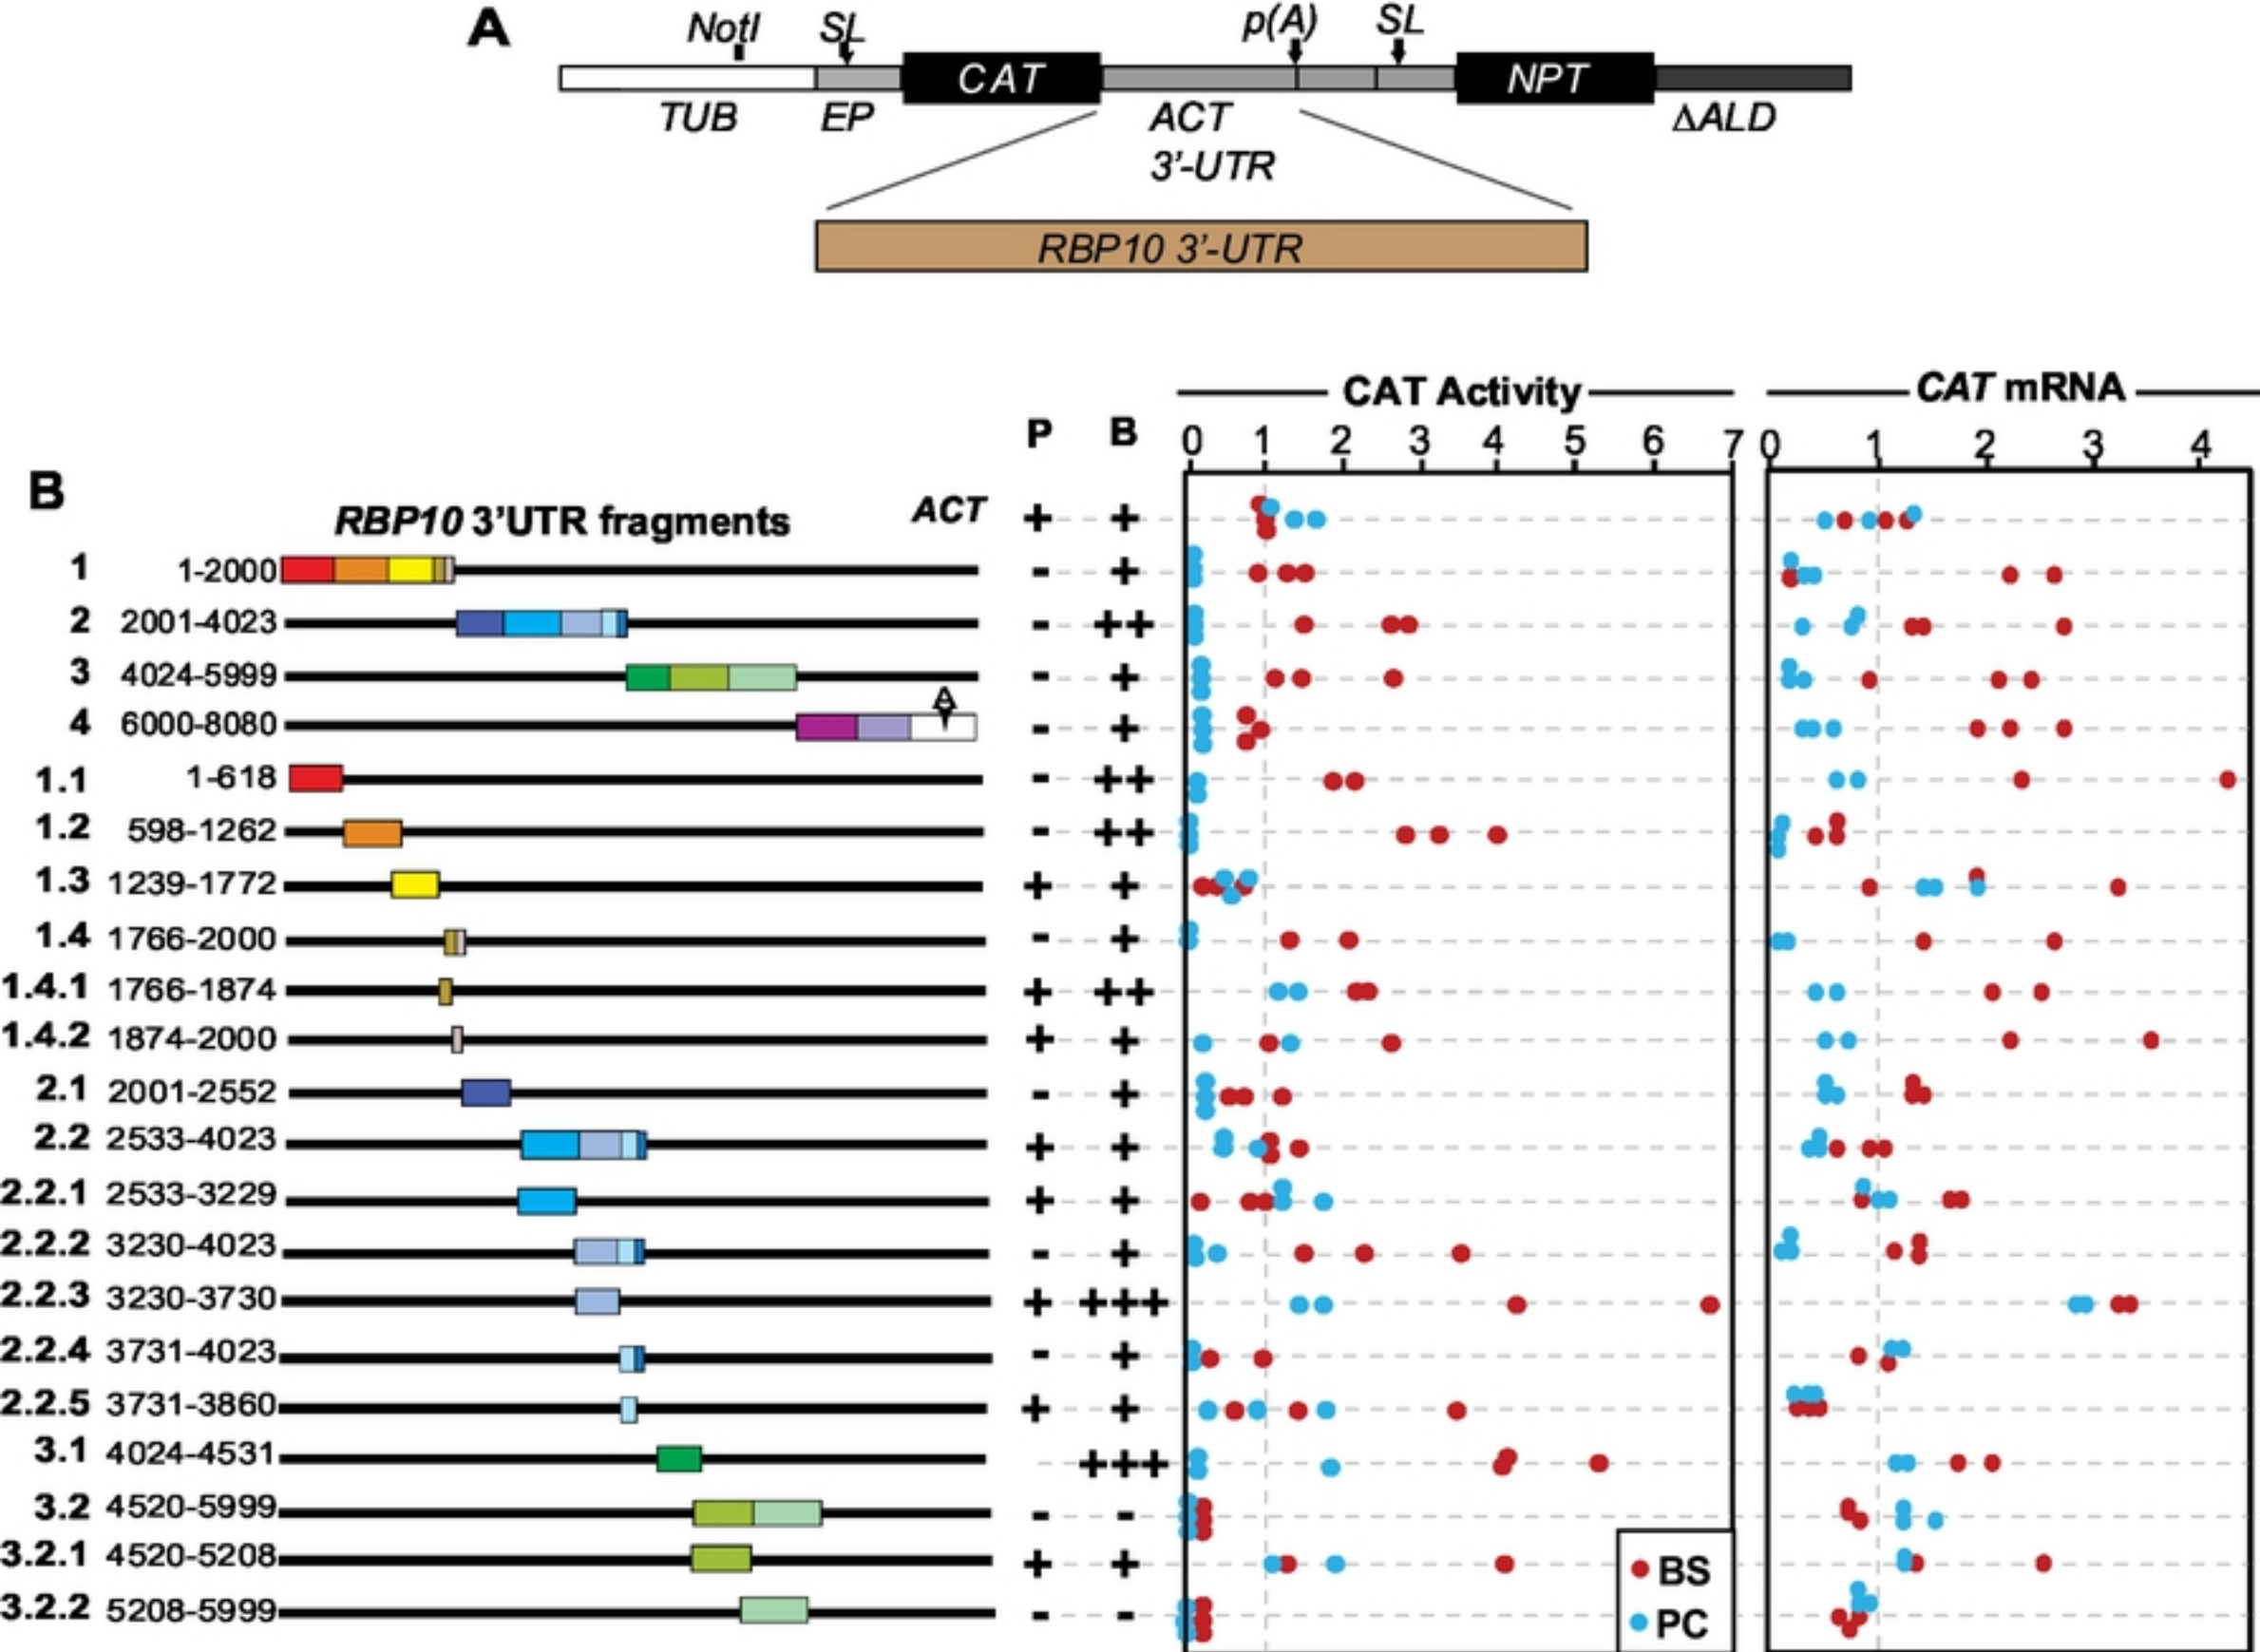 A
NotI SL p(A) SL
CAT NPT
TUB EP ACT ΔALD
3'-UTR
RBP10 3'-UTR
CAT Activity CAT mRNA
P B 0 1 2 3 4 5 6 7 0 1 2 3 4
B
RBP10 3'UTR fragments ACT + +
1 1-2000 - +
2 2001-4023 - ++
3 4024-5999 - +
A
4 6000-8080 - +
1.1 1-618 - ++
1.2 598-1262 - ++
1.3 1239-1772 + +
1.4 1766-2000 - +
1.4.1 1766-1874 + ++
1.4.2 1874-2000 + +
2.1 2001-2552 - +
2.2 2533-4023 + +
2.2.1 2533-3229 + +
2.2.2 3230-4023 - +
2.2.3 3230-3730 + +++
2.2.4 3731-4023 - +
2.2.5 3731-3860 + +
3.1 4024-4531 +++
3.2 4520-5999 - -
3.2.1 4520-5208 + +
3.2.2 5208-5999 - -
BS
PC